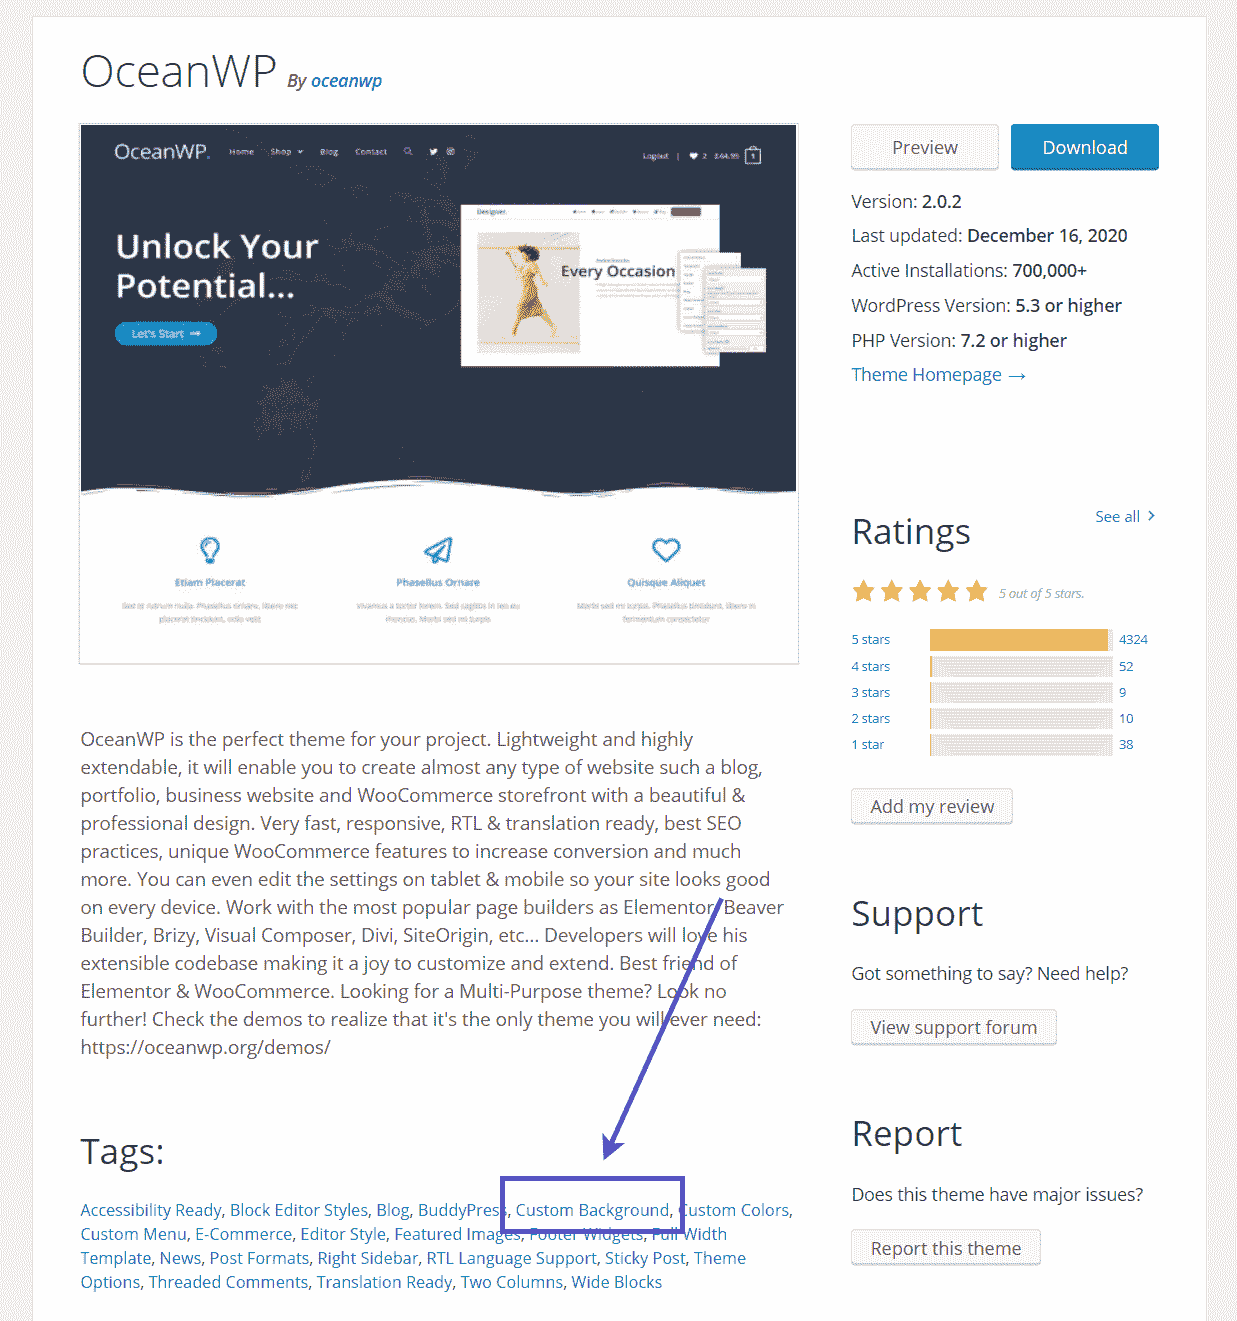 OceanWP By oceanwp
OceanWP.
Home Shop Blog Contact
Logout | 2 $64.95 1
Unlock Your
Potential...
Let's Start
Designer.
Every Occasion
Etiam Placerat
Phasellus Ornare
Quisque Aliquet
Preview
Download
Version: 2.0.2
Last updated: December 16, 2020
Active Installations: 700,000+
WordPress Version: 5.3 or higher
PHP Version: 7.2 or higher
Theme Homepage →
Ratings
See all >
5 out of 5 stars.
5 stars 4324
4 stars 52
3 stars 9
2 stars 10
1 star 38
Add my review
OceanWP is the perfect theme for your project. Lightweight and highly
extendable, it will enable you to create almost any type of website such a blog,
portfolio, business website and WooCommerce storefront with a beautiful &
professional design. Very fast, responsive, RTL & translation ready, best SEO
practices, unique WooCommerce features to increase conversion and much
more. You can even edit the settings on tablet & mobile so your site looks good
on every device. Work with the most popular page builders as Elementor, Beaver
Builder, Brizy, Visual Composer, Divi, SiteOrigin, etc... Developers will love his
extensible codebase making it a joy to customize and extend. Best friend of
Elementor & WooCommerce. Looking for a Multi-Purpose theme? Look no
further! Check the demos to realize that it's the only theme you will ever need:
https://oceanwp.org/demos/
Support
Got something to say? Need help?
View support forum
Tags:
Accessibility Ready, Block Editor Styles, Blog, BuddyPress, Custom Background, Custom Colors,
Custom Menu, E-Commerce, Editor Style, Featured Images, Footer Widgets, Full Width
Template, News, Post Formats, Right Sidebar, RTL Language Support, Sticky Post, Theme
Options, Threaded Comments, Translation Ready, Two Columns, Wide Blocks
Report
Does this theme have major issues?
Report this theme